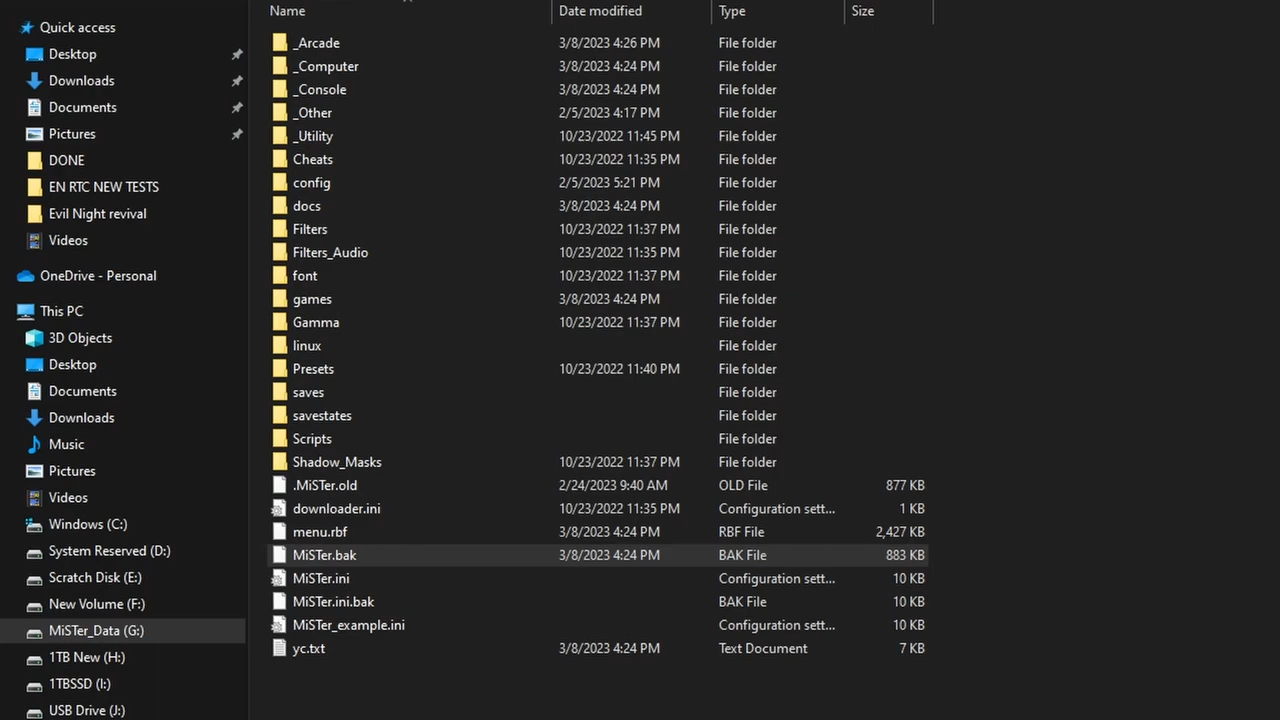 Name Date modified Type Size
Quick access
Desktop
Downloads
Documents
Pictures
DONE
EN RTC NEW TESTS
Evil Night revival
Videos
OneDrive - Personal
This PC
3D Objects
Desktop
Documents
Downloads
Music
Pictures
Videos
Windows (C:)
System Reserved (D:)
Scratch Disk (E:)
New Volume (F:)
MiSTer_Data (G:)
1TB New (H:)
1TBSSD (I:)
USB Drive (J:)
_Arcade 3/8/2023 4:26 PM File folder
_Computer 3/8/2023 4:24 PM File folder
_Console 3/8/2023 4:24 PM File folder
_Other 2/5/2023 4:17 PM File folder
_Utility 10/23/2022 11:45 PM File folder
Cheats 10/23/2022 11:35 PM File folder
config 2/5/2023 5:21 PM File folder
docs 3/8/2023 4:24 PM File folder
Filters 10/23/2022 11:37 PM File folder
Filters_Audio 10/23/2022 11:35 PM File folder
font 10/23/2022 11:37 PM File folder
games 3/8/2023 4:24 PM File folder
Gamma 10/23/2022 11:37 PM File folder
linux File folder
Presets 10/23/2022 11:40 PM File folder
saves File folder
savestates File folder
Scripts File folder
Shadow_Masks 10/23/2022 11:37 PM File folder
.MiSTer.old 2/24/2023 9:40 AM OLD File 877 KB
downloader.ini 10/23/2022 11:35 PM Configuration sett... 1 KB
menu.rbf 3/8/2023 4:24 PM RBF File 2,427 KB
MiSTer.bak 3/8/2023 4:24 PM BAK File 883 KB
MiSTer.ini Configuration sett... 10 KB
MiSTer.ini.bak BAK File 10 KB
MiSTer_example.ini Configuration sett... 10 KB
yc.txt 3/8/2023 4:24 PM Text Document 7 KB